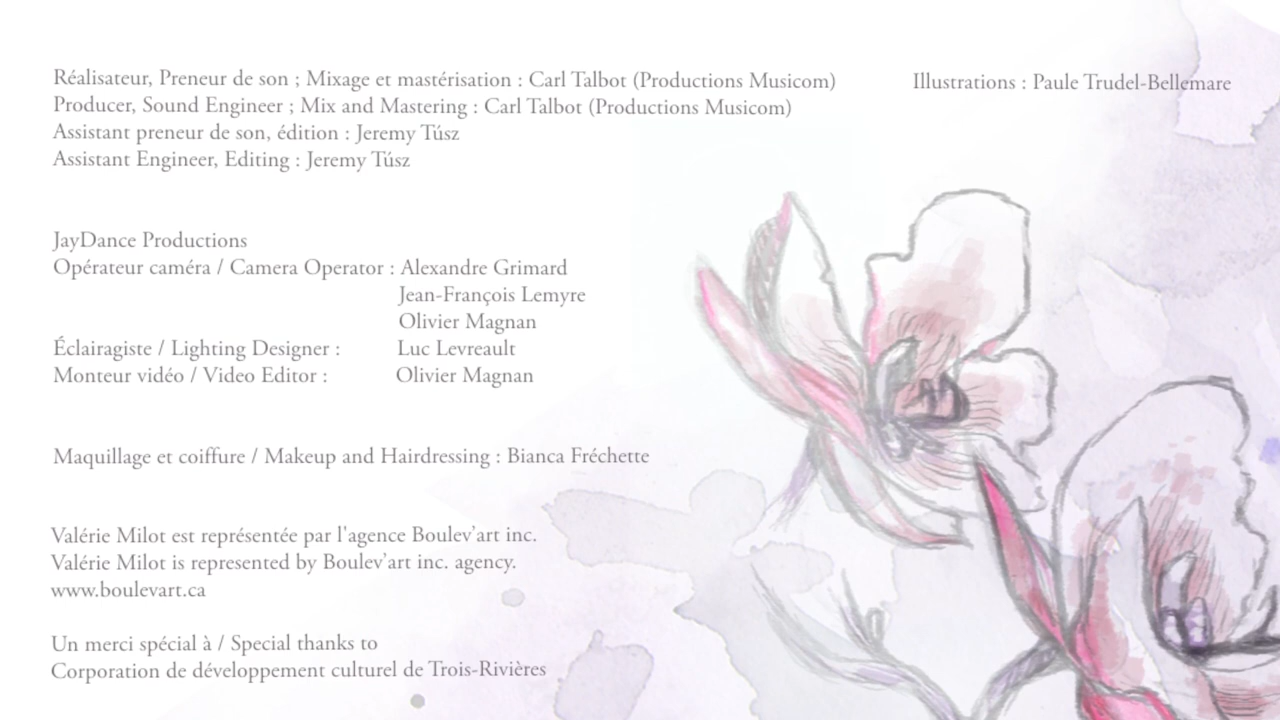 Réalisateur, Preneur de son ; Mixage et mastérisation : Carl Talbot (Productions Musicom)
Producer, Sound Engineer ; Mix and Mastering : Carl Talbot (Productions Musicom)
Assistant preneur de son, édition : Jeremy Túsz
Assistant Engineer, Editing : Jeremy Túsz
Illustrations : Paule Trudel-Bellemare
JayDance Productions
Opérateur caméra / Camera Operator : Alexandre Grimard
Jean-François Lemyre
Olivier Magnan
Éclairagiste / Lighting Designer : Luc Levreault
Monteur vidéo / Video Editor : Olivier Magnan
Maquillage et coiffure / Makeup and Hairdressing : Bianca Fréchette
Valérie Milot est représentée par l'agence Boulev’art inc.
Valérie Milot is represented by Boulev’art inc. agency.
www.boulevart.ca
Un merci spécial à / Special thanks to
Corporation de développement culturel de Trois-Rivières